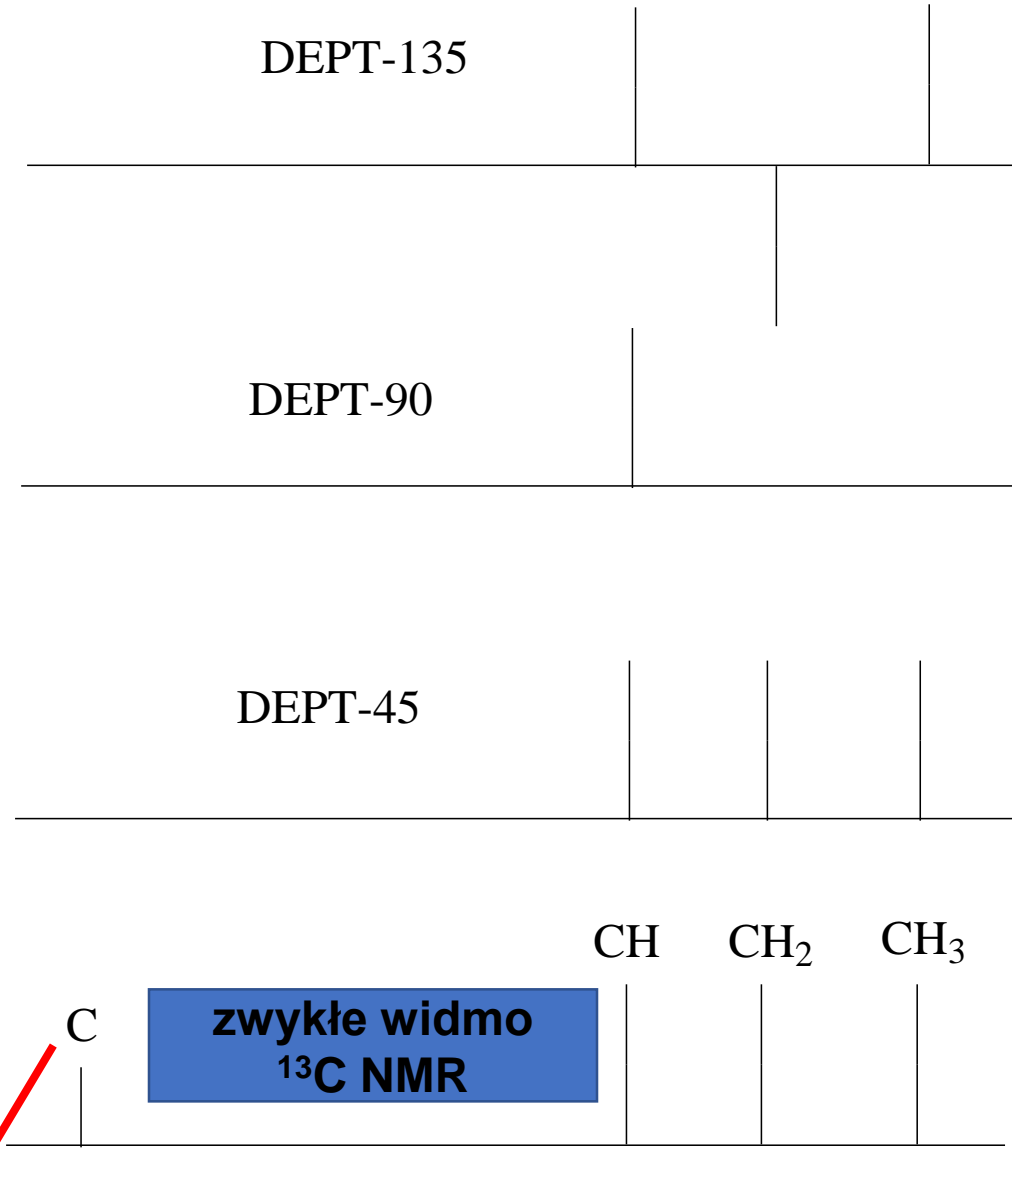 DEPT-135
DEPT-90
DEPT-45
CH CH₂ CH₃
C
zwykłe widmo
¹³C NMR